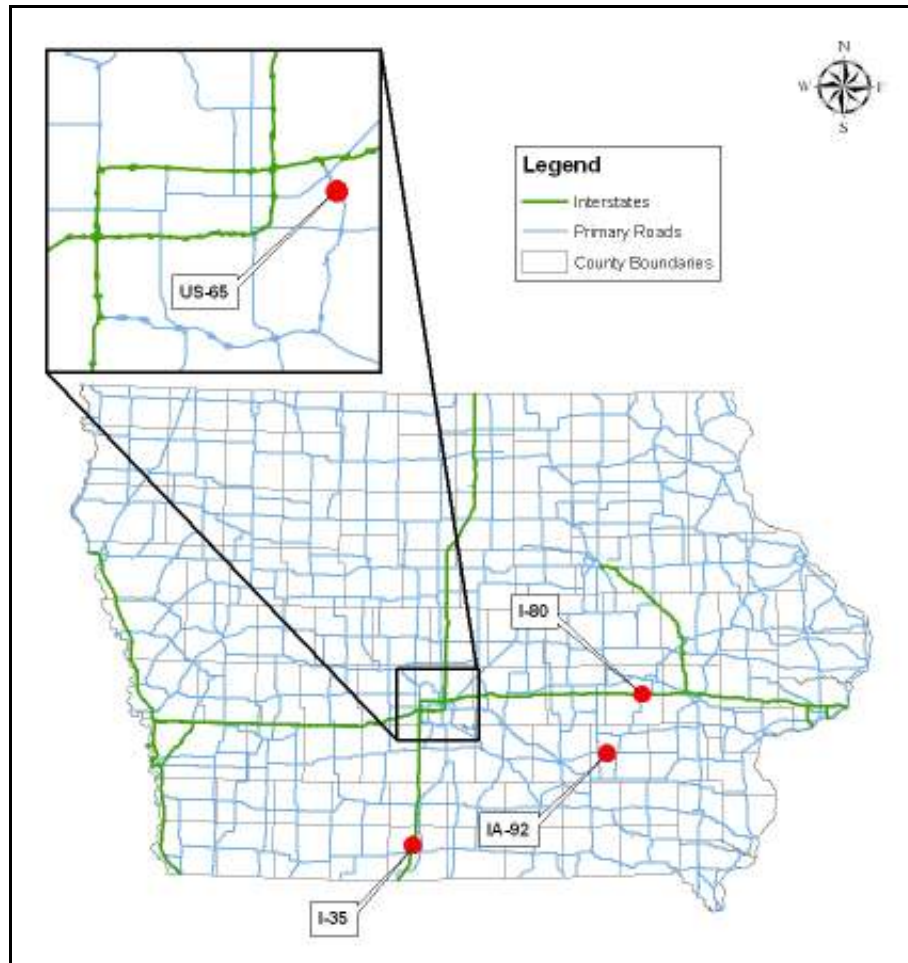 N
W E
S
Legend
Interstates
Primary Roads
County Boundaries
US-65
I-80
IA-92
I-35